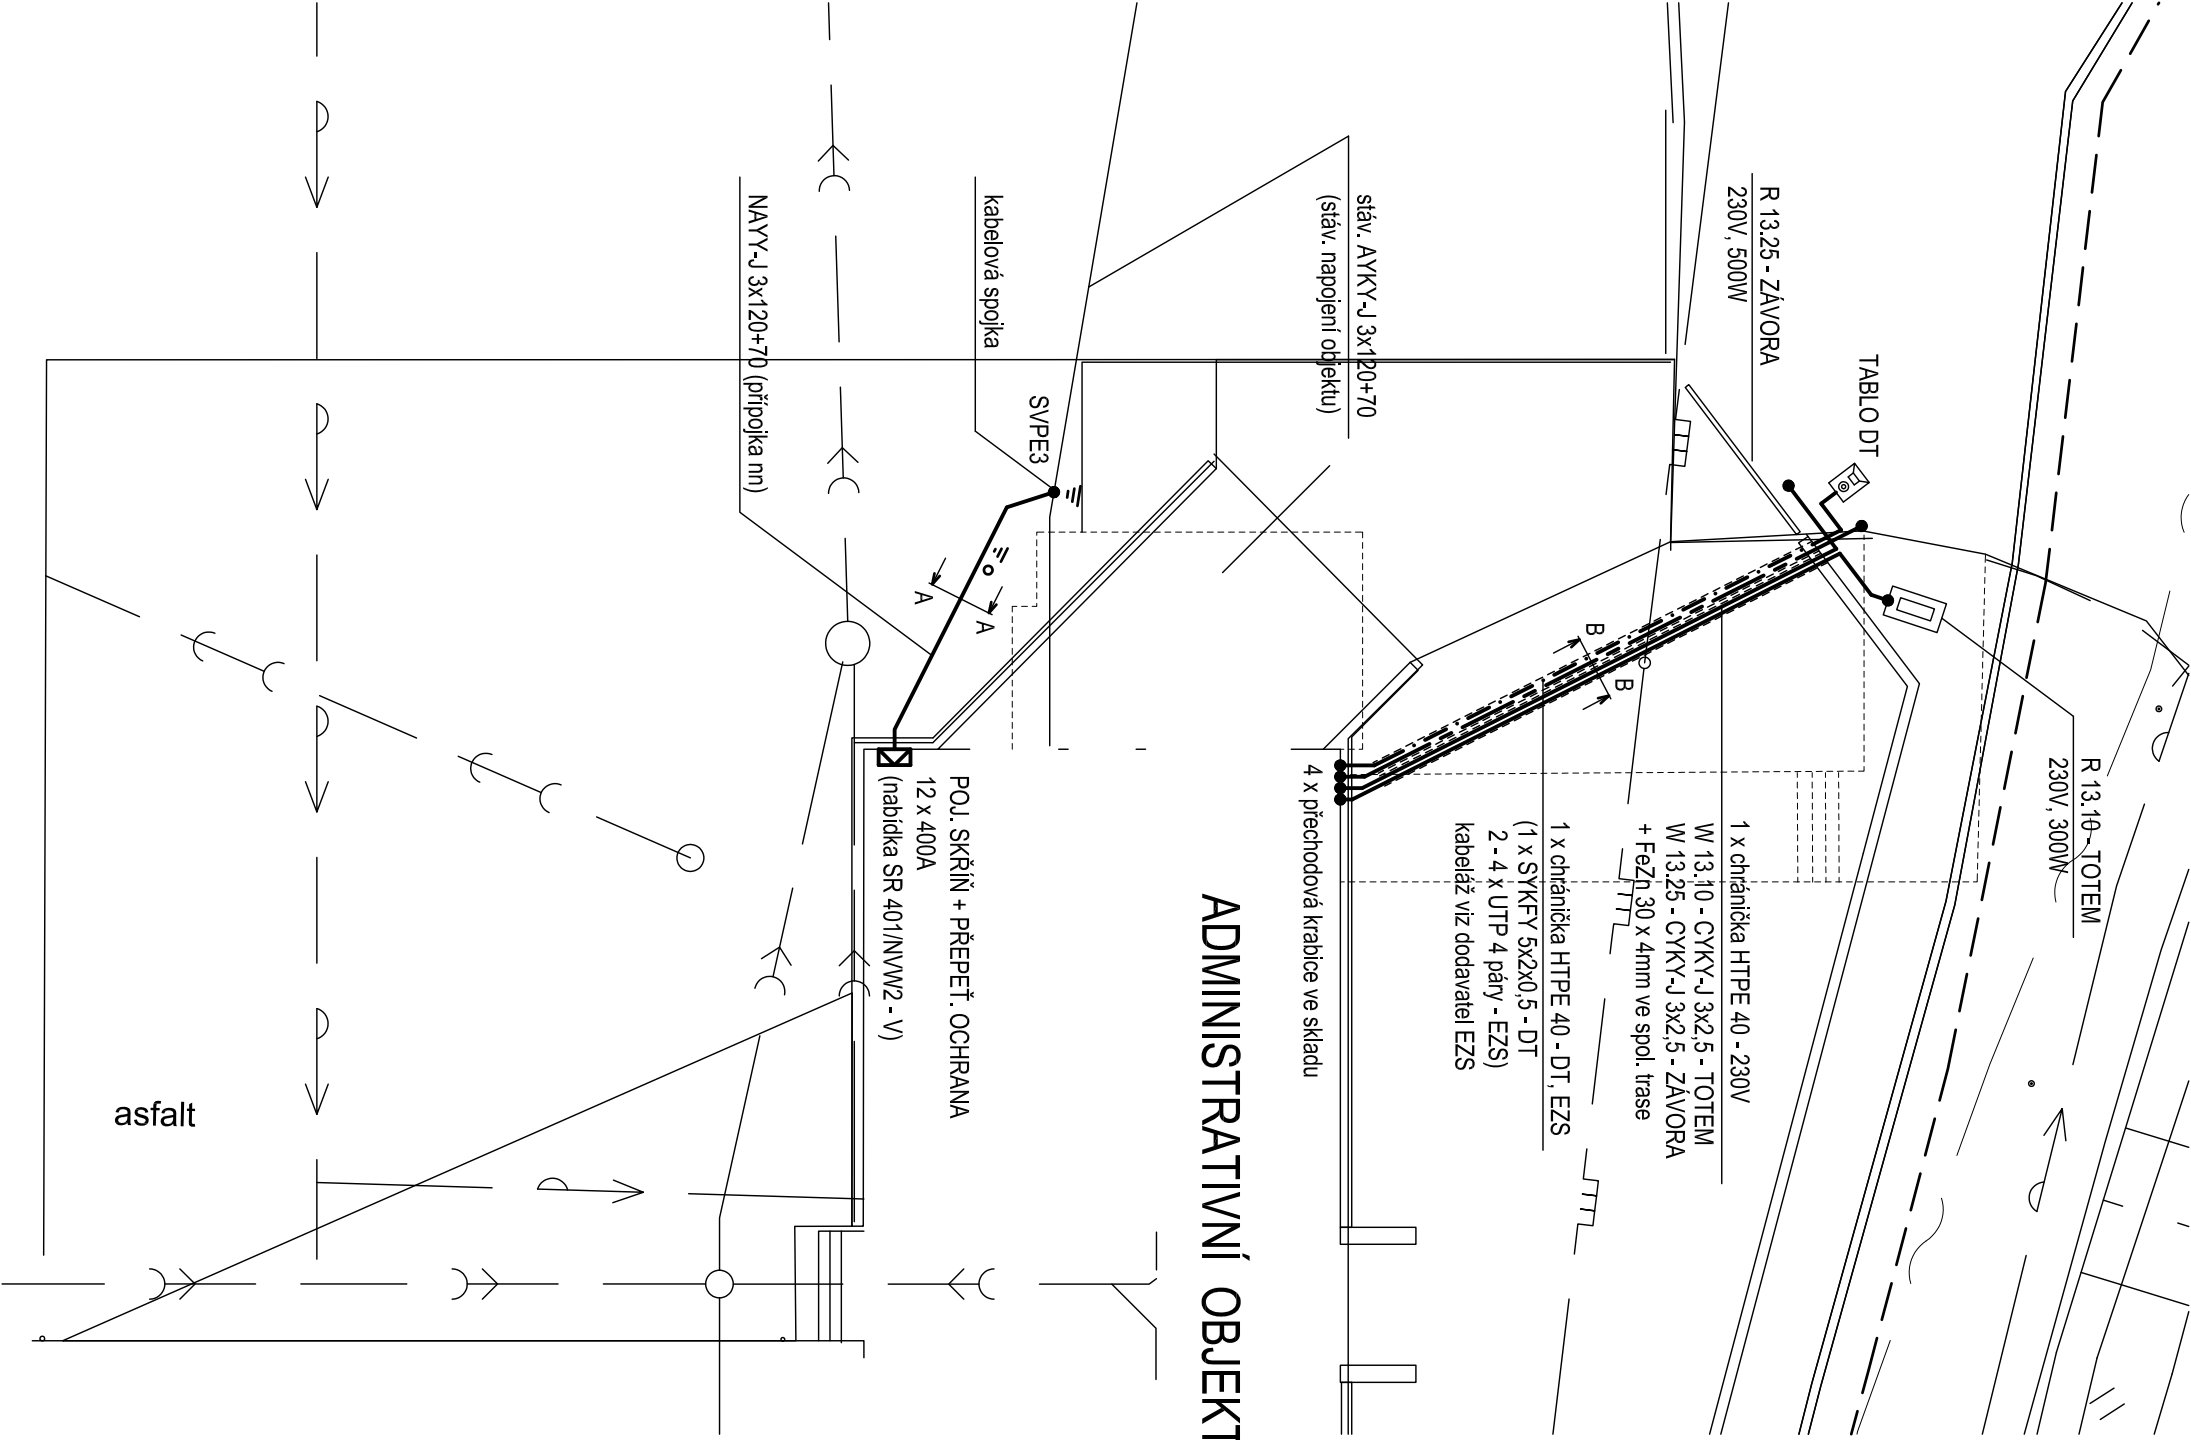 R 13.25 - ZÁVORA
230V, 500W
TABLO DT
stáv. AYKY-J 3x120+70
(stáv. napojení objektu)
kabelová spojka
NAYY-J 3x120+70 (přípojka nn)
SVPE3
A
A
B
B
R 13.10 - TOTEM
230V, 300W
1 x chránička HTPE 40 - 230V
W 13.10 - CYKY-J 3x2,5 - TOTEM
W 13.25 - CYKY-J 3x2,5 - ZÁVORA
+ FeZn 30 x 4mm ve spol. trase
1 x chránička HTPE 40 - DT, EZS
(1 x SYKFY 5x2x0,5 - DT
2 - 4 x UTP 4 páry - EZS)
kabeláž viz dodavatel EZS
4 x přechodová krabice ve skladu
POJ. SKŘÍŇ + PŘEPEŤ. OCHRANA
12 x 400A
(nabídka SR 401/NVW2 - V)
ADMINISTRATIVNÍ OBJEKT
asfalt